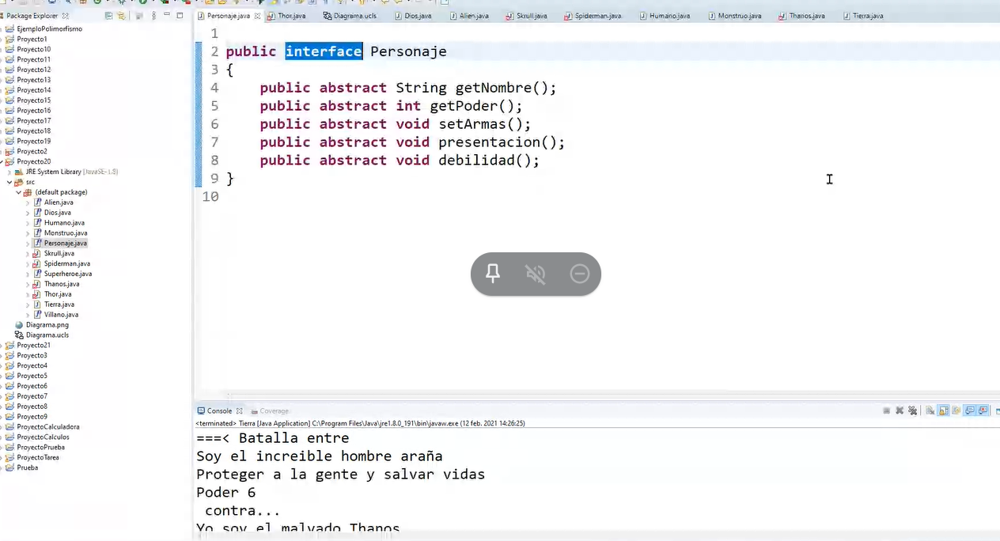 Package Explorer
EjemploPolimorfismo
Proyecto1
Proyecto10
Proyecto11
Proyecto12
Proyecto13
Proyecto14
Proyecto15
Proyecto16
Proyecto17
Proyecto18
Proyecto19
Proyecto2
Proyecto20
JRE System Library [JavaSE-1.8]
src
(default package)
Alien.java
Dios.java
Humano.java
Monstruo.java
Personaje.java
Skrull.java
Spiderman.java
Superheroe.java
Thanos.java
Thor.java
Tierra.java
Villano.java
Diagrama.png
Diagrama.ucls
Proyecto21
Proyecto3
Proyecto4
Proyecto5
Proyecto6
Proyecto7
Proyecto8
Proyecto9
ProyectoCalculadora
ProyectoCalculos
ProyectoPrueba
ProyectoTarea
Prueba
Personaje.java Thor.java Diagrama.ucls Dios.java Alien.java Skrull.java Spiderman.java Humano.java Monstruo.java Thanos.java Tierra.java
1
2 public interface Personaje
3 {
4 public abstract String getNombre();
5 public abstract int getPoder();
6 public abstract void setArmas();
7 public abstract void presentacion();
8 public abstract void debilidad();
9 }
10
Console Coverage
<terminated> Tierra [Java Application] C:\Program Files\Java\jre1.8.0_191\bin\javaw.exe (12 feb. 2021 14:26:25)
===< Batalla entre
Soy el increible hombre araña
Proteger a la gente y salvar vidas
Poder 6
contra...
Yo soy el malvado Thanos